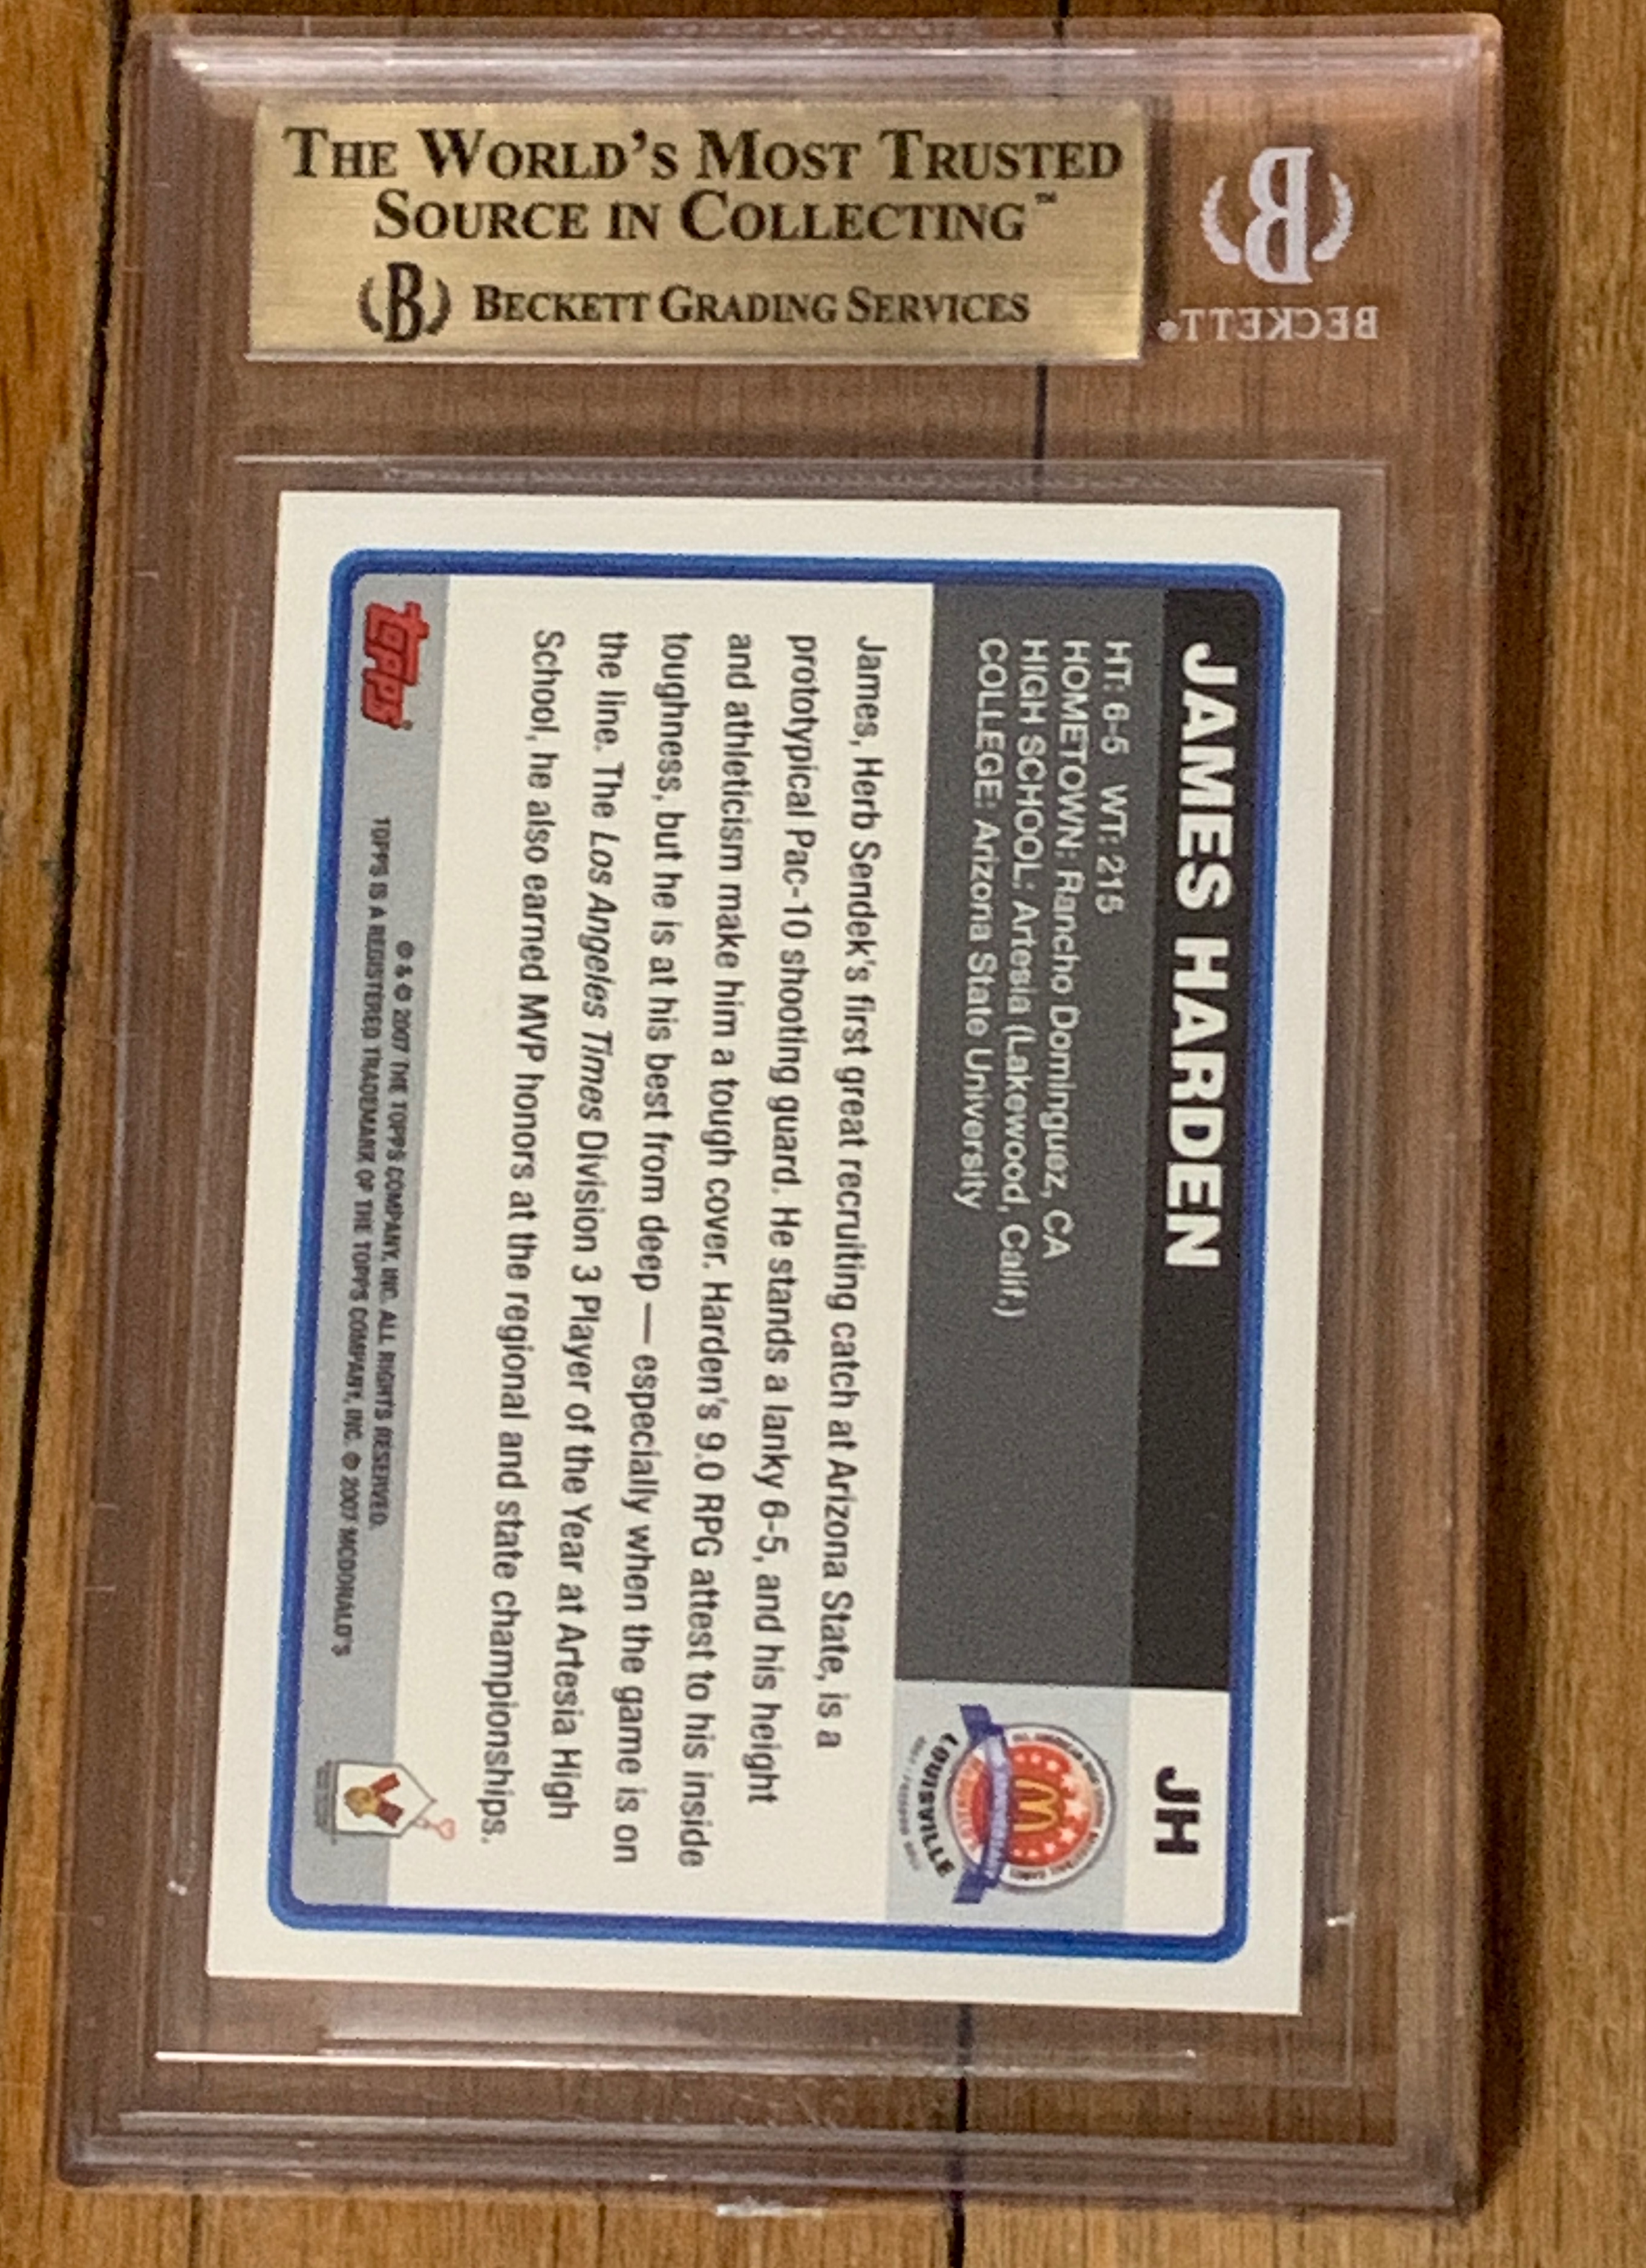 THE WORLD'S MOST TRUSTED
SOURCE IN COLLECTING™
B BECKETT GRADING SERVICES
B
BECKETT®
JAMES HARDEN
JH
HT: 6-5 WT: 215
HOMETOWN: Rancho Dominguez, CA
HIGH SCHOOL: Artesia (Lakewood, Calif.)
COLLEGE: Arizona State University
LOUISVILLE
James, Herb Sendek's first great recruiting catch at Arizona State, is a
prototypical Pac-10 shooting guard. He stands a lanky 6-5, and his height
and athleticism make him a tough cover. Harden's 9.0 RPG attest to his inside
toughness, but he is at his best from deep — especially when the game is on
the line. The Los Angeles Times Division 3 Player of the Year at Artesia High
School, he also earned MVP honors at the regional and state championships.
topps®
® & © 2007 THE TOPPS COMPANY, INC. ALL RIGHTS RESERVED.
TOPPS IS A REGISTERED TRADEMARK OF THE TOPPS COMPANY, INC. © 2007 MCDONALD'S